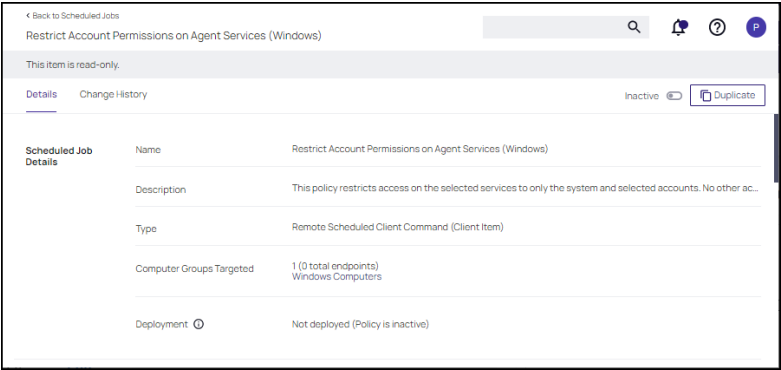 Back to Scheduled Jobs
Restrict Account Permissions on Agent Services (Windows)
P
This item is read-only.
Details Change History Inactive Duplicate
Scheduled Job Details
Name Restrict Account Permissions on Agent Services (Windows)
Description This policy restricts access on the selected services to only the system and selected accounts. No other ac...
Type Remote Scheduled Client Command (Client Item)
Computer Groups Targeted 1 (0 total endpoints)
Windows Computers
Deployment Not deployed (Policy is inactive)